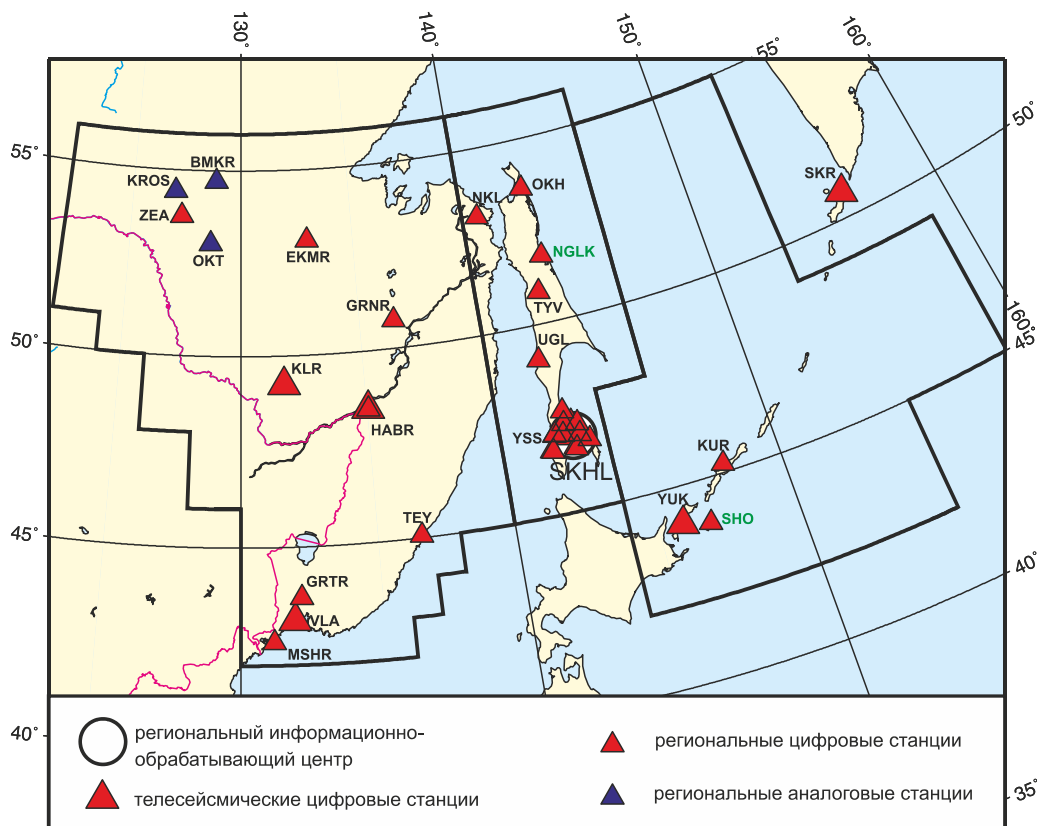 130°
140°
150°
55°
160°
50°
55°
BMKR
KROS
ZEA
OKT
EKMR
NKL
OKH
SKR
NGLK
GRNR
TYV
160°
50°
UGL
45°
KLR
HABR
YSS
SKHL
KUR
YUK
SHO
TEY
45°
40°
GRTR
VLA
MSHR
40°
35°
региональный информационно-
обрабатывающий центр
телесейсмические цифровые станции
региональные цифровые станции
региональные аналоговые станции